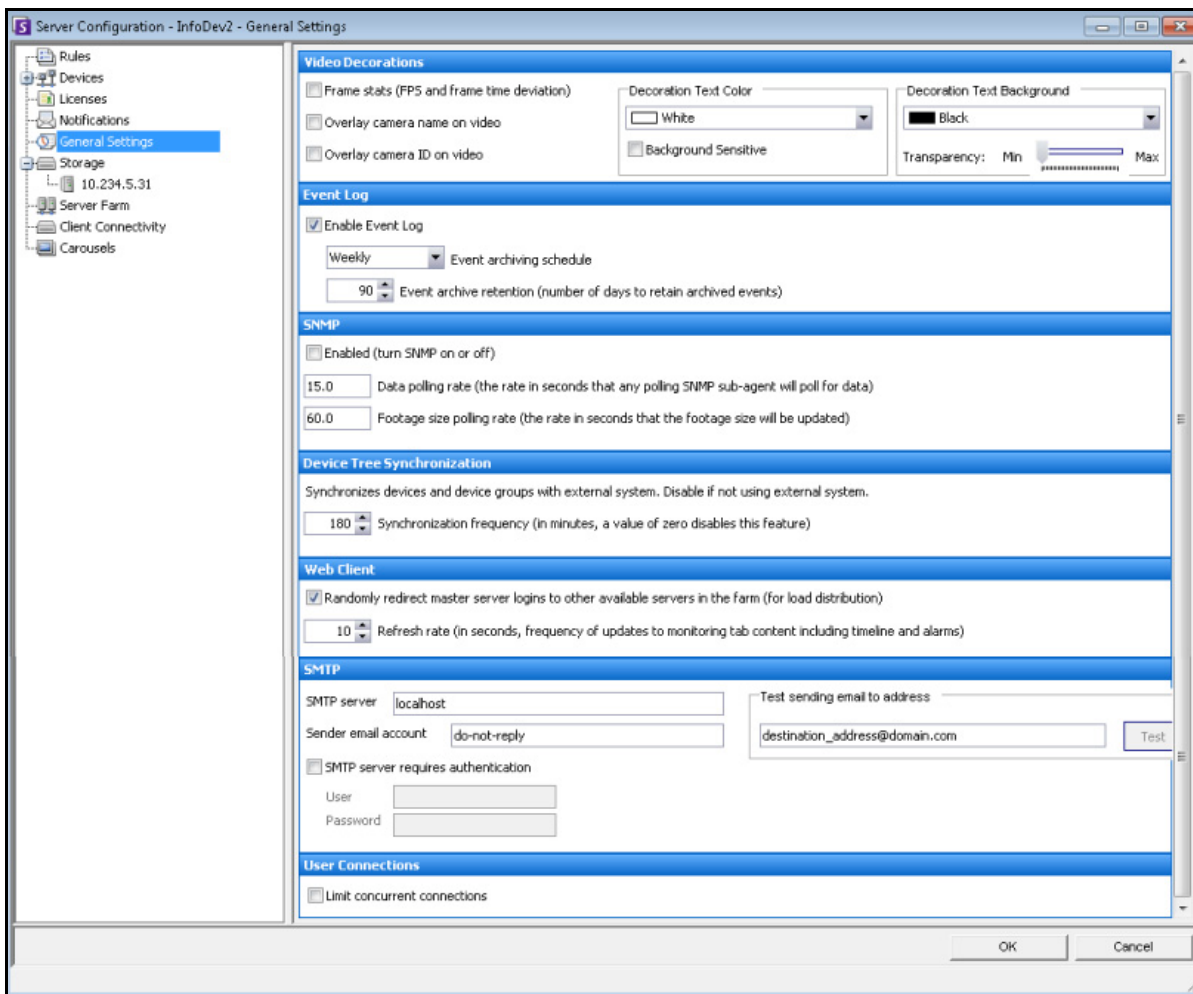 Server Configuration - InfoDev2 - General Settings
Rules
Devices
Licenses
Notifications
General Settings
Storage
10.234.5.31
Server Farm
Client Connectivity
Carousels
Video Decorations
Frame stats (FPS and frame time deviation)
Overlay camera name on video
Overlay camera ID on video
Decoration Text Color
White
Background Sensitive
Decoration Text Background
Black
Transparency: Min Max
Event Log
Enable Event Log
Weekly Event archiving schedule
90 Event archive retention (number of days to retain archived events)
SNMP
Enabled (turn SNMP on or off)
15.0 Data polling rate (the rate in seconds that any polling SNMP sub-agent will poll for data)
60.0 Footage size polling rate (the rate in seconds that the footage size will be updated)
Device Tree Synchronization
Synchronizes devices and device groups with external system. Disable if not using external system.
180 Synchronization frequency (in minutes, a value of zero disables this feature)
Web Client
Randomly redirect master server logins to other available servers in the farm (for load distribution)
10 Refresh rate (in seconds, frequency of updates to monitoring tab content including timeline and alarms)
SMTP
SMTP server localhost
Sender email account do-not-reply
SMTP server requires authentication
User
Password
Test sending email to address
destination_address@domain.com Test
User Connections
Limit concurrent connections
OK Cancel